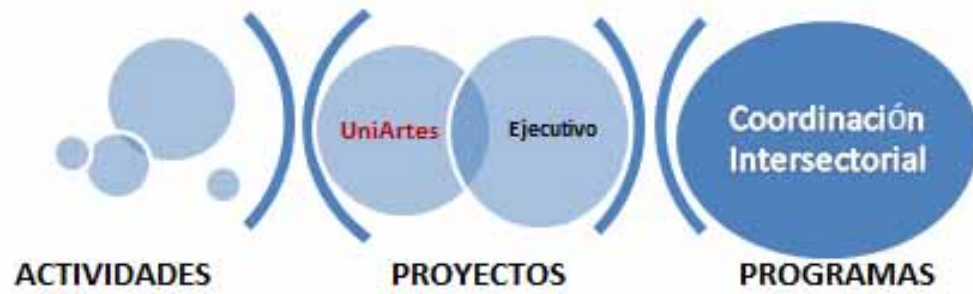 UniArtes
Ejecutivo
Coordinación
Intersectorial
ACTIVIDADES
PROYECTOS
PROGRAMAS